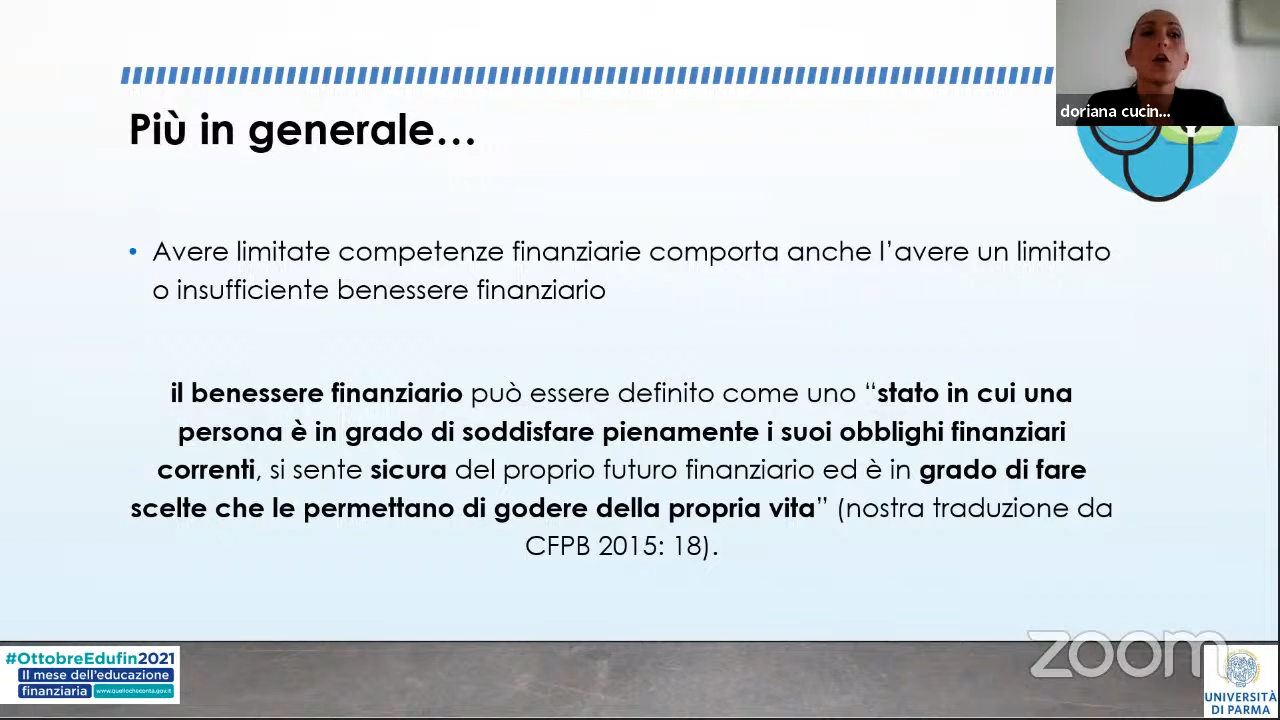 doriana cucin...
Più in generale…
• Avere limitate competenze finanziarie comporta anche l’avere un limitato
o insufficiente benessere finanziario
il benessere finanziario può essere definito come uno “stato in cui una
persona è in grado di soddisfare pienamente i suoi obblighi finanziari
correnti, si sente sicura del proprio futuro finanziario ed è in grado di fare
scelte che le permettano di godere della propria vita” (nostra traduzione da
CFPB 2015: 18).
#OttobreEdufin2021
Il mese dell'educazione
finanziaria www.quellocheconta.gov.it
zoom
UNIVERSITÀ
DI PARMA